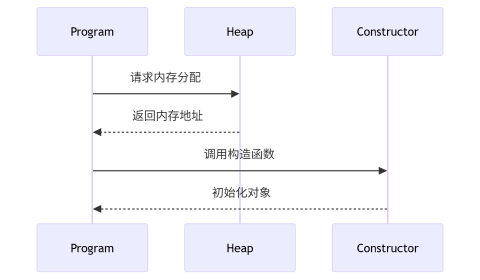 Program
Heap
Constructor
请求内存分配
返回内存地址
调用构造函数
初始化对象
Program
Heap
Constructor